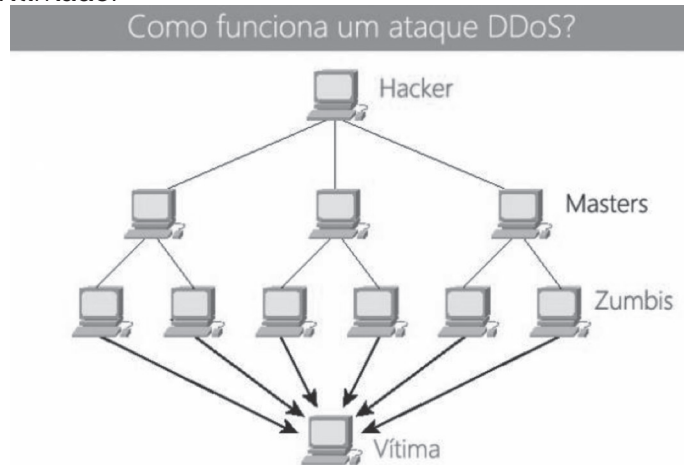 Como funciona um ataque DDoS?
Hacker
Masters
Zumbis
Vítima